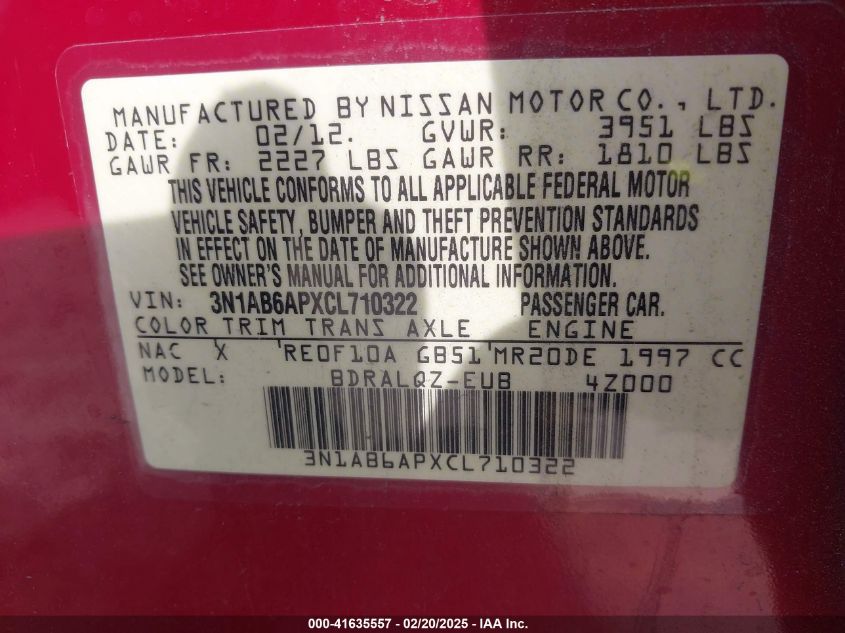 MANUFACTURED BY NISSAN MOTOR CO., LTD.
DATE: 02/12. GVWR: 3951 LBS
GAWR FR: 2227 LBS GAWR RR: 1810 LBS
THIS VEHICLE CONFORMS TO ALL APPLICABLE FEDERAL MOTOR
VEHICLE SAFETY, BUMPER AND THEFT PREVENTION STANDARDS
IN EFFECT ON THE DATE OF MANUFACTURE SHOWN ABOVE.
SEE OWNER'S MANUAL FOR ADDITIONAL INFORMATION.
VIN: 3N1AB6APXCL710322 PASSENGER CAR.
COLOR TRIM TRANS AXLE ENGINE
NAC X RE0F10A GB51 MR20DE 1997 CC
MODEL: BDRALQZ-EUB 4Z000
3N1AB6APXCL710322
000-41635557 — 02/20/2025 — IAA Inc.